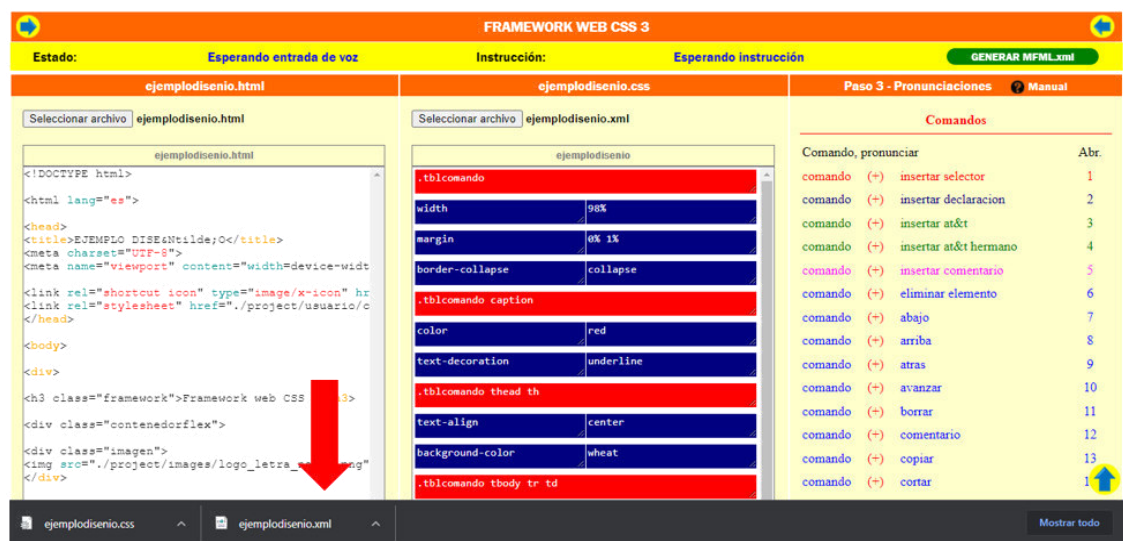 FRAMEWORK WEB CSS 3
Estado: Esperando entrada de voz Instrucción: Esperando instrucción GENERAR MFML.xml
ejemplodisenio.html
Seleccionar archivo ejemplodisenio.html
ejemplodisenio.html
<!DOCTYPE html>
<html lang="es">
<head>
<title>EJEMPLO DISE&Ntilde;O</title>
<meta charset="UTF-8">
<meta name="viewport" content="width=device-widt
<link rel="shortcut icon" type="image/x-icon" hr
<link rel="stylesheet" href="./project/usuario/c
</head>
<body>
<div>
<h3 class="framework">Framework web CSS h3>
<div class="contenedorflex">
<div class="imagen">
<img src="./project/images/logo_letra_ ng"
</div>
ejemplodisenio.css
Seleccionar archivo ejemplodisenio.xml
ejemplodisenio
.tblcomando
width 98%
margin 0% 1%
border-collapse collapse
.tblcomando caption
color red
text-decoration underline
.tblcomando thead th
text-align center
background-color wheat
.tblcomando tbody tr td
Paso 3 - Pronunciaciones ? Manual
Comandos
Comando, pronunciar Abr.
comando (+) insertar selector 1
comando (+) insertar declaracion 2
comando (+) insertar at&t 3
comando (+) insertar at&t hermano 4
comando (+) insertar comentario 5
comando (+) eliminar elemento 6
comando (+) abajo 7
comando (+) arriba 8
comando (+) atras 9
comando (+) avanzar 10
comando (+) borrar 11
comando (+) comentario 12
comando (+) copiar 13
comando (+) cortar 1
ejemplodisenio.css ejemplodisenio.xml Mostrar todo